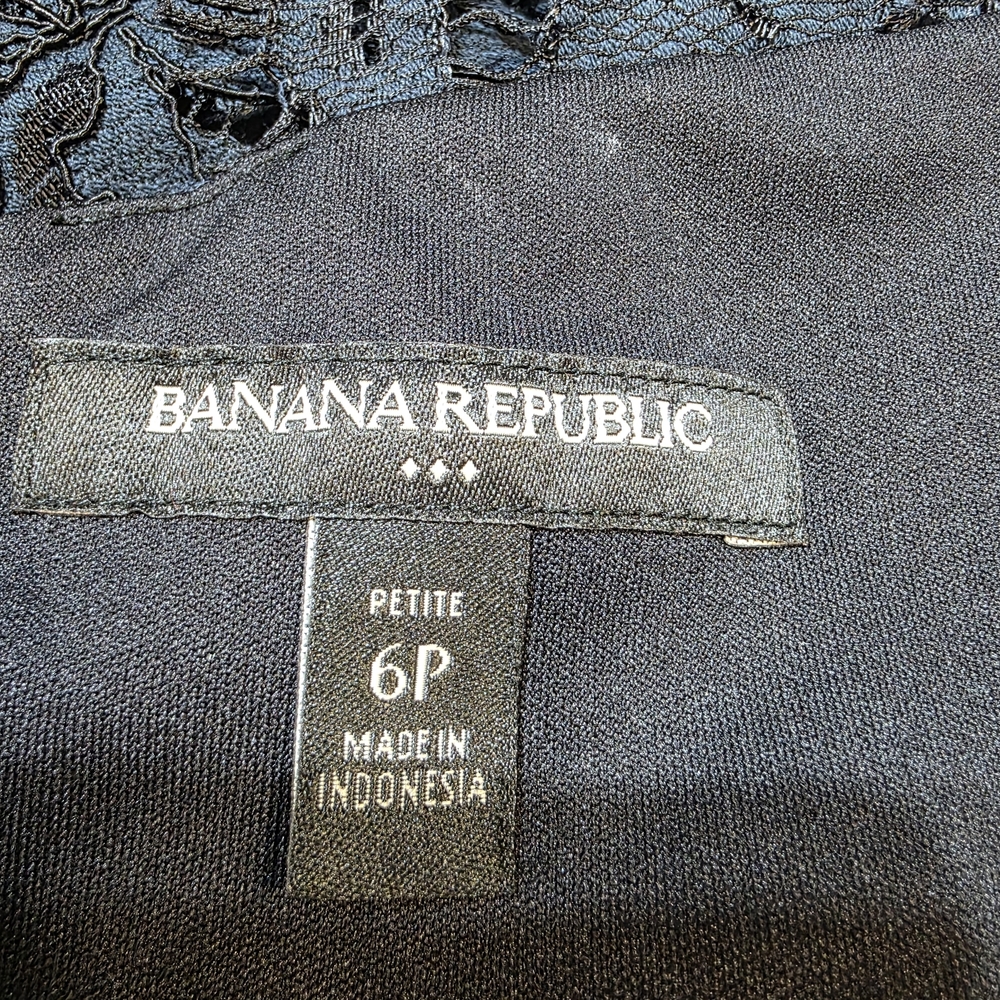 BANANA REPUBLIC
PETITE
6P
MADE IN
INDONESIA